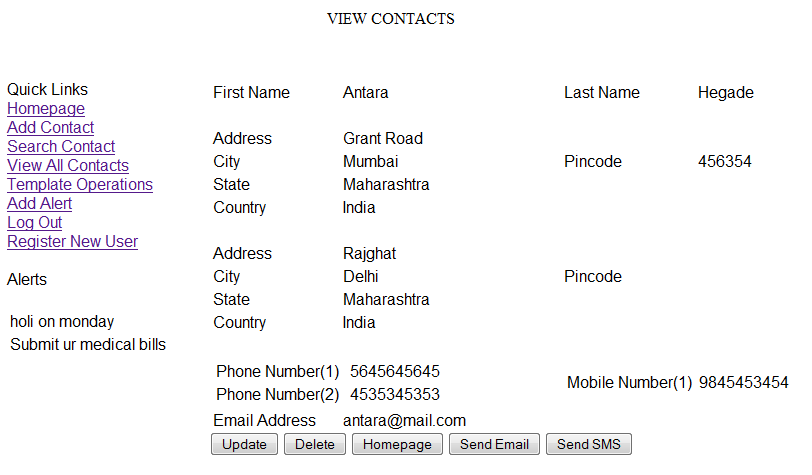 VIEW CONTACTS
Quick Links
Homepage
Add Contact
Search Contact
View All Contacts
Template Operations
Add Alert
Log Out
Register New User
Alerts
holi on monday
Submit ur medical bills
First Name Antara Last Name Hegade
Address Grant Road
City Mumbai Pincode 456354
State Maharashtra
Country India
Address Rajghat
City Delhi Pincode
State Maharashtra
Country India
Phone Number(1) 5645645645
Phone Number(2) 4535345353
Mobile Number(1) 9845453454
Email Address antara@mail.com
Update Delete Homepage Send Email Send SMS